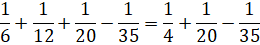 1/6 + 1/12 + 1/20 − 1/35 = 1/4 + 1/20 − 1/35